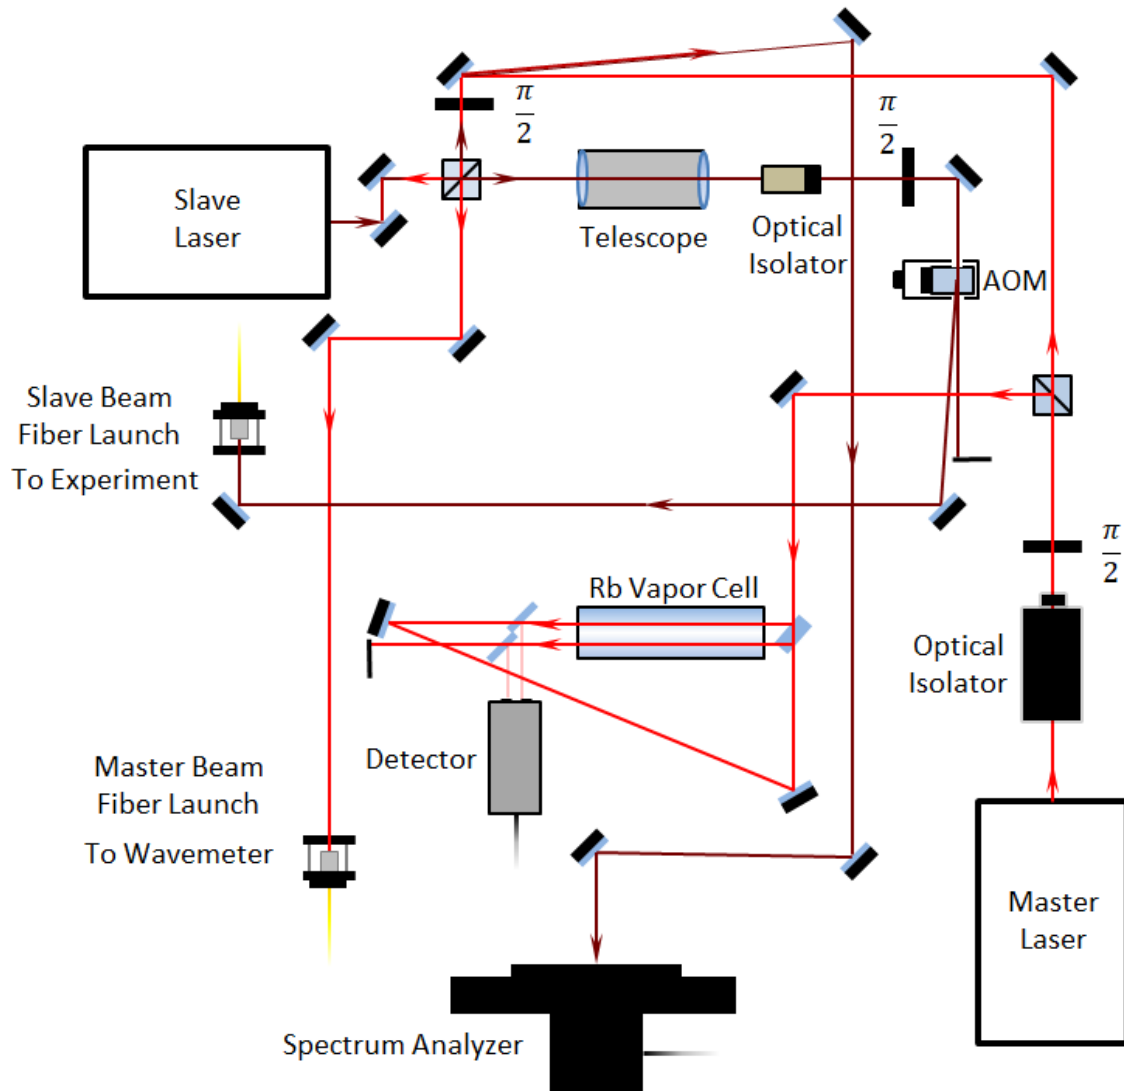 π/2
π/2
Slave
Laser
Telescope
Optical
Isolator
AOM
Slave Beam
Fiber Launch
To Experiment
π/2
Rb Vapor Cell
Optical
Isolator
Detector
Master Beam
Fiber Launch
To Wavemeter
Master
Laser
Spectrum Analyzer